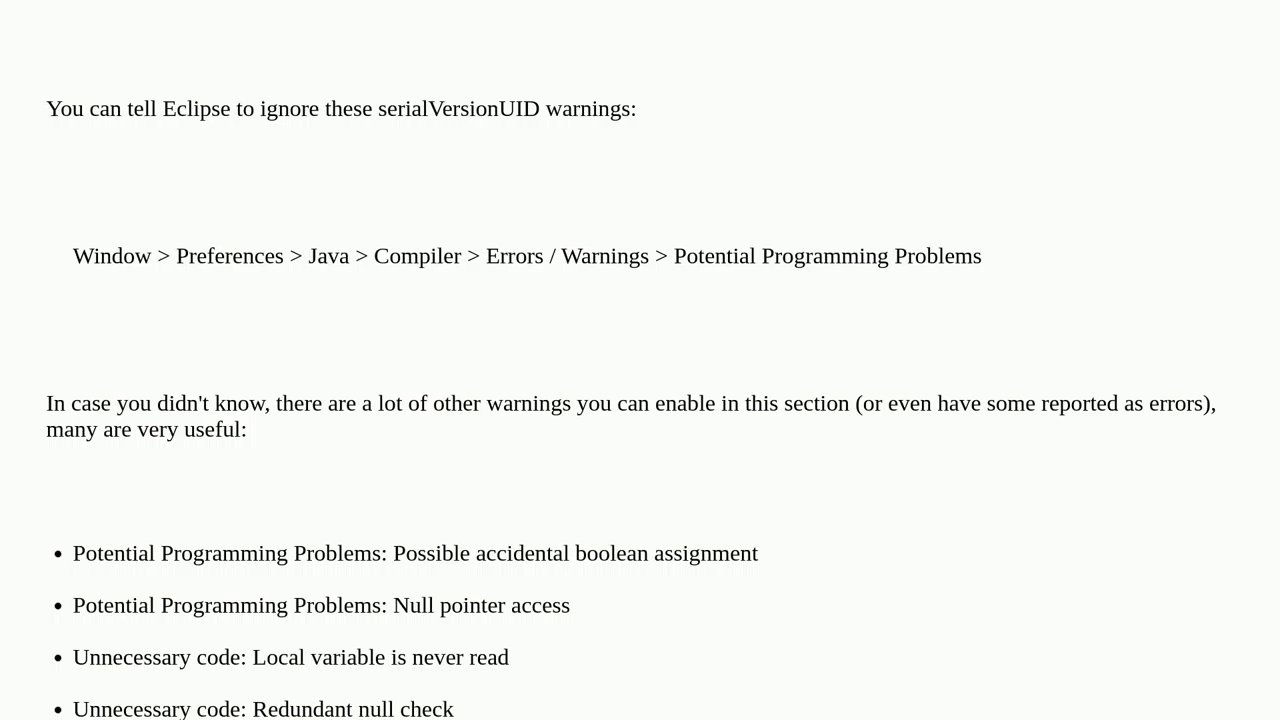 You can tell Eclipse to ignore these serialVersionUID warnings:
Window > Preferences > Java > Compiler > Errors / Warnings > Potential Programming Problems
In case you didn't know, there are a lot of other warnings you can enable in this section (or even have some reported as errors),
many are very useful:
• Potential Programming Problems: Possible accidental boolean assignment
• Potential Programming Problems: Null pointer access
• Unnecessary code: Local variable is never read
• Unnecessary code: Redundant null check